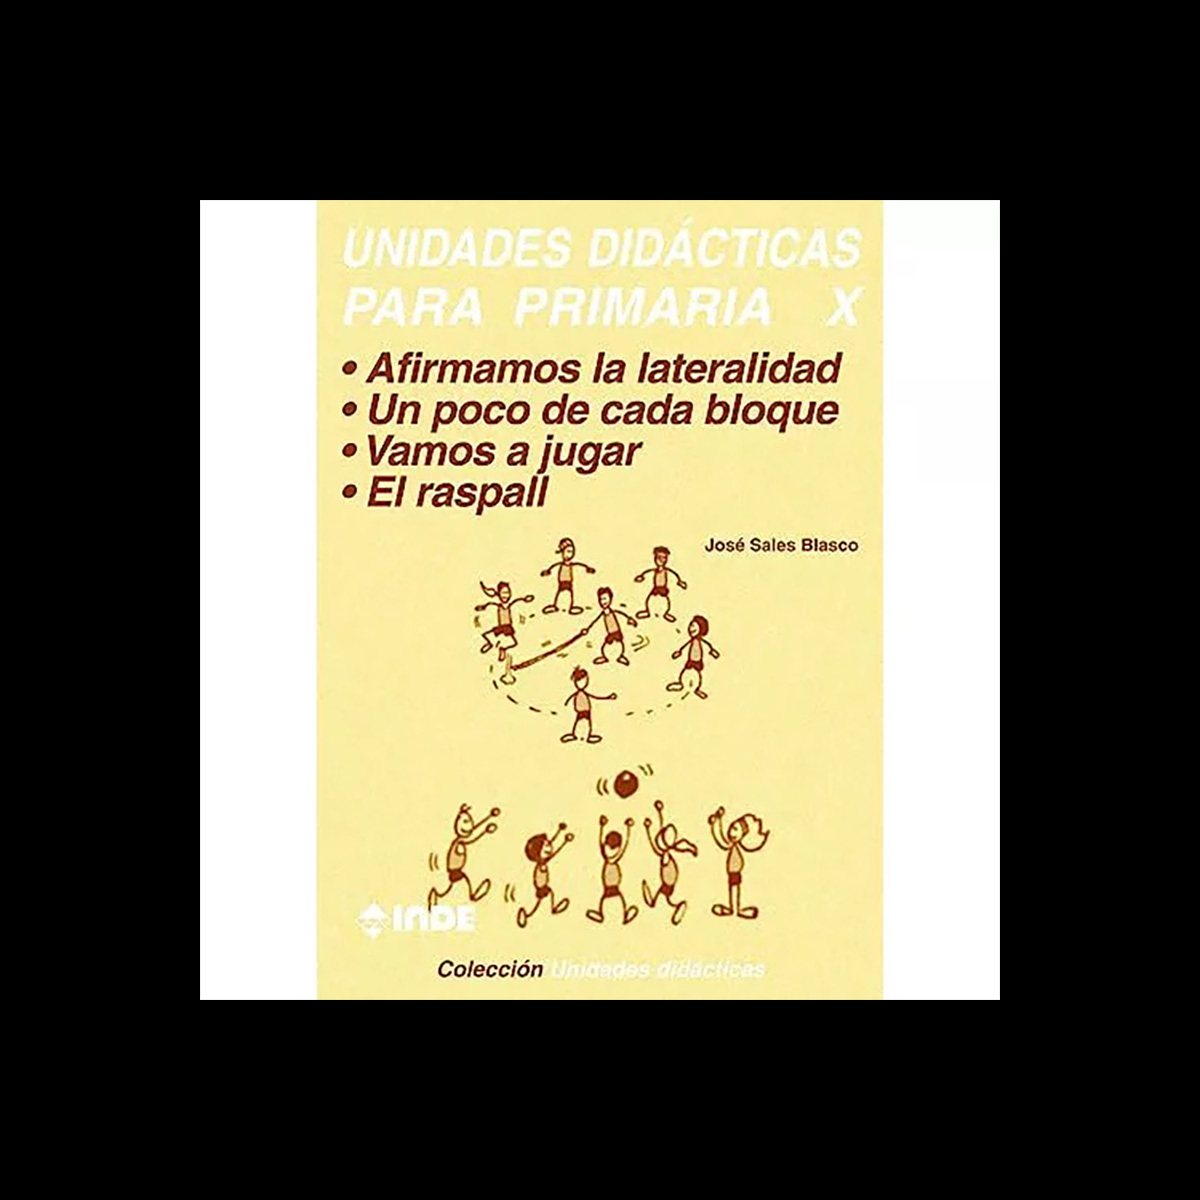 UNIDADES DIDÁCTICAS
PARA PRIMARIA X
• Afirmamos la lateralidad
• Un poco de cada bloque
• Vamos a jugar
• El raspall
José Sales Blasco
INDE
Colección Unidades didácticas